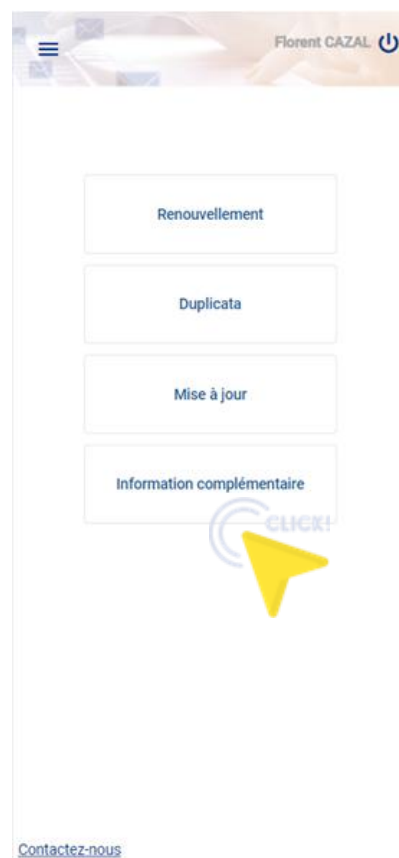 Florent CAZAL
Renouvellement
Duplicata
Mise à jour
Information complémentaire
CLICK!
Contactez-nous